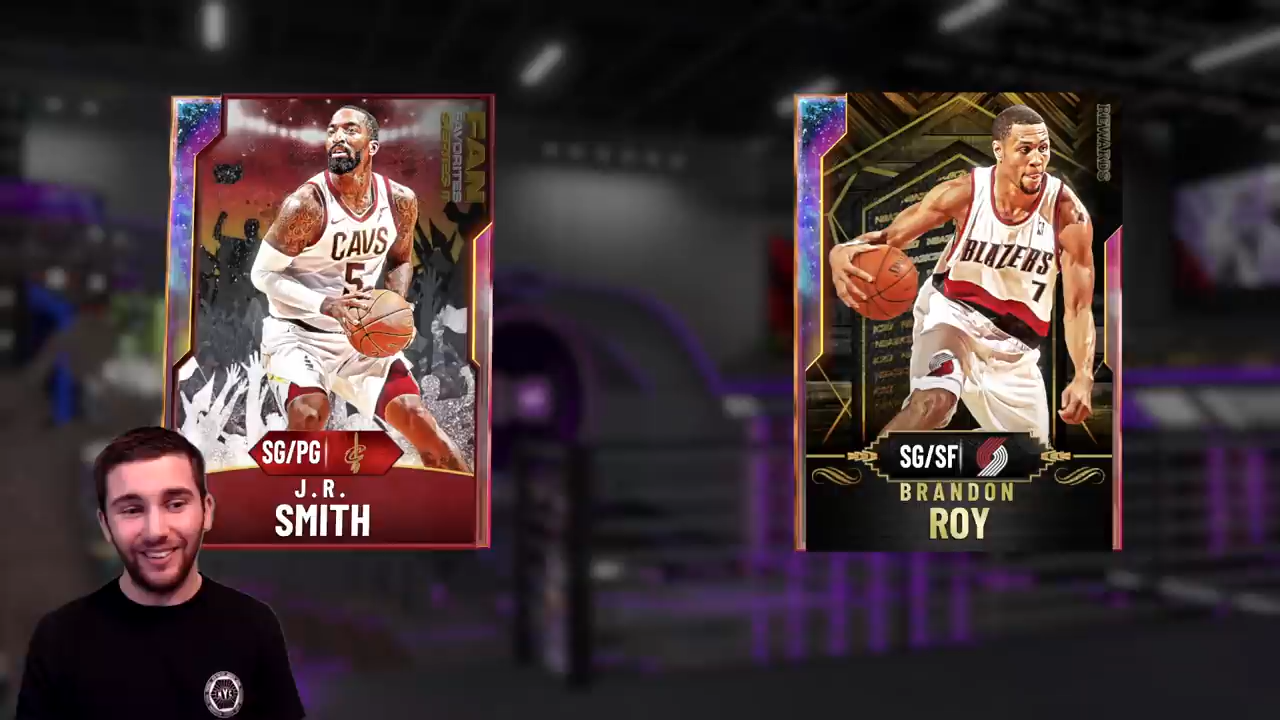 FAN
FAVORITES
CAVS
5
SG/PG
J.R.
SMITH
REWARDS
BLAZERS
7
SG/SF
BRANDON
ROY